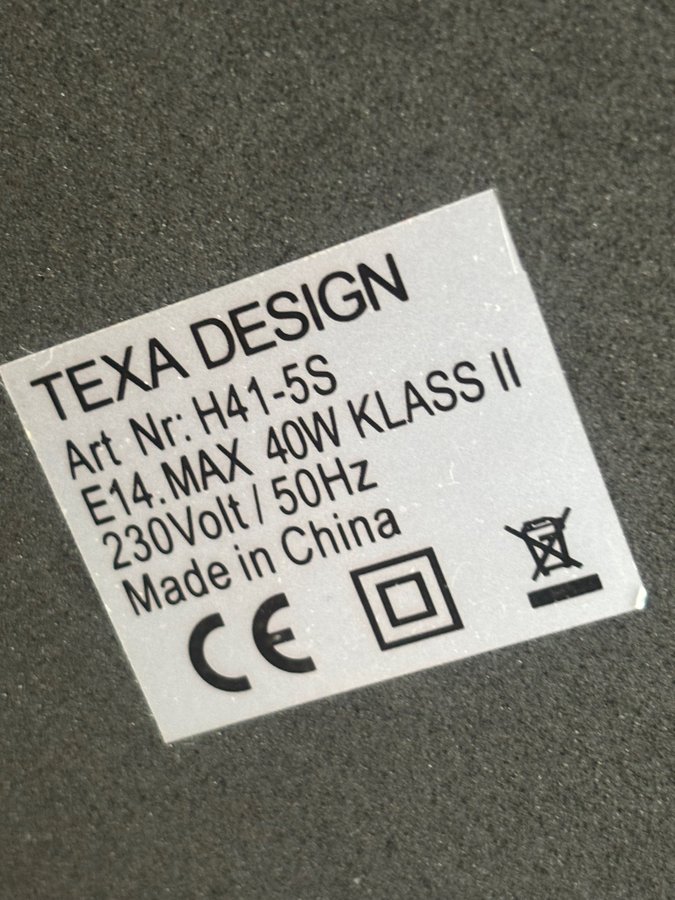 TEXA DESIGN
Art Nr: H41-5S
E14.MAX 40W KLASS II
230Volt / 50Hz
Made in China
CE